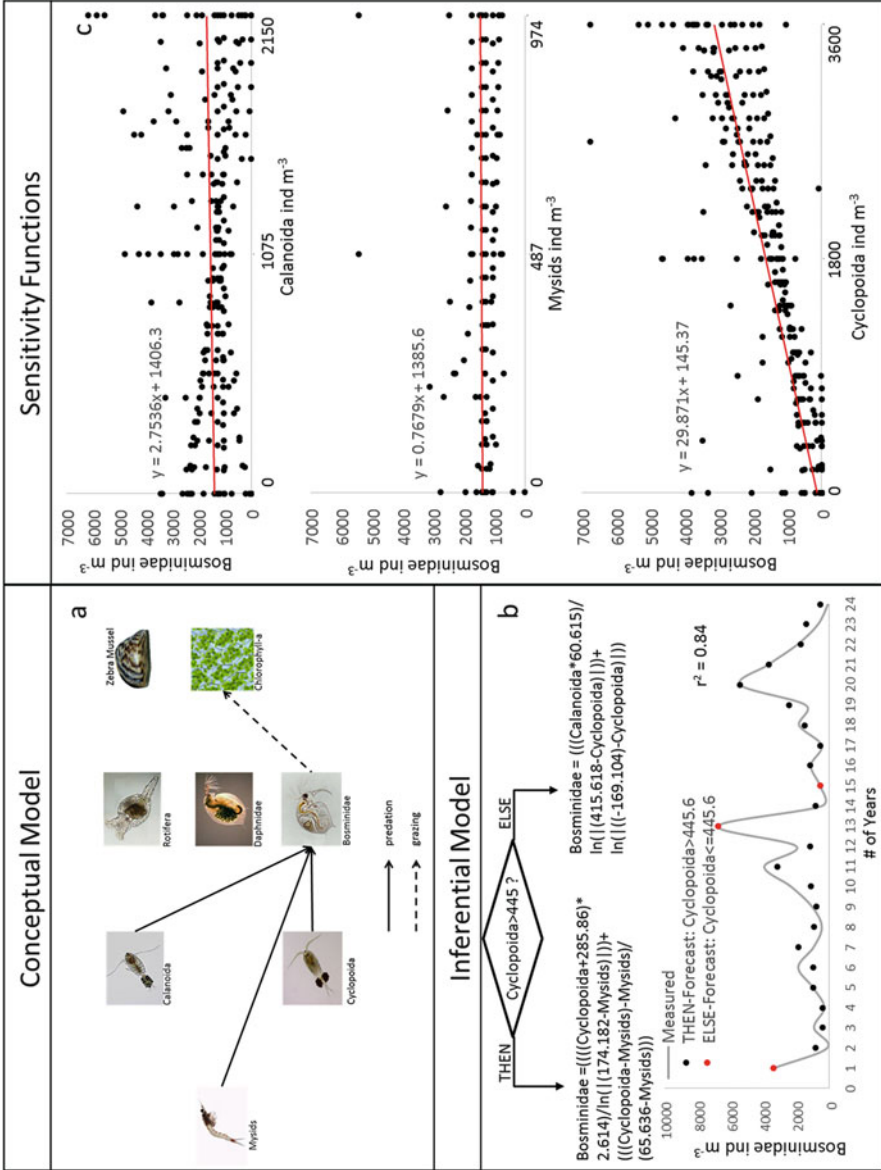 Conceptual Model
a
Mysids
Calanoida
Cyclopoida
Rotifera
Daphnidae
Bosminidae
Zebra Mussel
Chlorophyll-a
predation
grazing
Inferential Model
b
THEN
Cyclopoida>445 ?
ELSE
Bosminidae =((((Cyclopoida+285.86)*
2.614)/ln(|(174.182-Mysids)|))+
(((Cyclopoida-Mysids)-Mysids)/
(65.636-Mysids)))
Bosminidae = (((Calanoida*60.615)/
ln(|(415.618-Cyclopoida)|))+
ln(|((-169.104)-Cyclopoida)|))
Measured
THEN-Forecast: Cyclopoida>445.6
ELSE-Forecast: Cyclopoida<=445.6
r² = 0.84
Bosminidae ind m⁻³
10000
8000
6000
4000
2000
0
0 1 2 3 4 5 6 7 8 9 10 11 12 13 14 15 16 17 18 19 20 21 22 23 24
# of Years
Sensitivity Functions
c
Bosminidae ind m⁻³
7000
6000
5000
4000
3000
2000
1000
0
y = 2.7536x + 1406.3
0 1075 2150
Calanoida ind m⁻³
Bosminidae ind m⁻³
7000
6000
5000
4000
3000
2000
1000
0
y = 0.7679x + 1385.6
0 487 974
Mysids ind m⁻³
Bosminidae ind m⁻³
7000
6000
5000
4000
3000
2000
1000
0
y = 29.871x + 145.37
0 1800 3600
Cyclopoida ind m⁻³